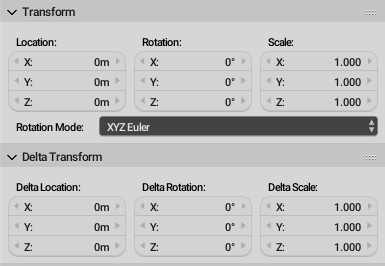 Transform
Location: Rotation: Scale:
X: 0m X: 0° X: 1.000
Y: 0m Y: 0° Y: 1.000
Z: 0m Z: 0° Z: 1.000
Rotation Mode: XYZ Euler
Delta Transform
Delta Location: Delta Rotation: Delta Scale:
X: 0m X: 0° X: 1.000
Y: 0m Y: 0° Y: 1.000
Z: 0m Z: 0° Z: 1.000